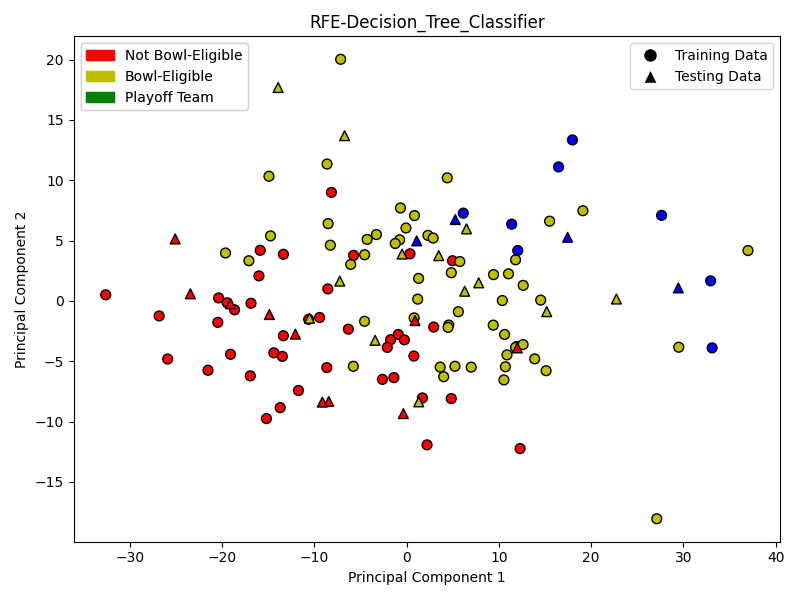 RFE-Decision_Tree_Classifier
Not Bowl-Eligible
Bowl-Eligible
Playoff Team
Training Data
Testing Data
20
15
10
5
0
−5
−10
−15
Principal Component 2
−30
−20
−10
0
10
20
30
40
Principal Component 1